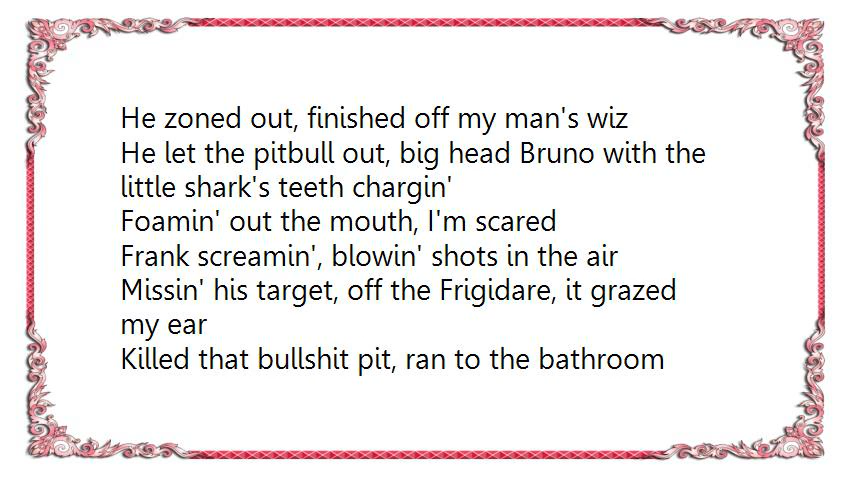 He zoned out, finished off my man's wiz
He let the pitbull out, big head Bruno with the
little shark's teeth chargin'
Foamin' out the mouth, I'm scared
Frank screamin', blowin' shots in the air
Missin' his target, off the Frigidare, it grazed
my ear
Killed that bullshit pit, ran to the bathroom